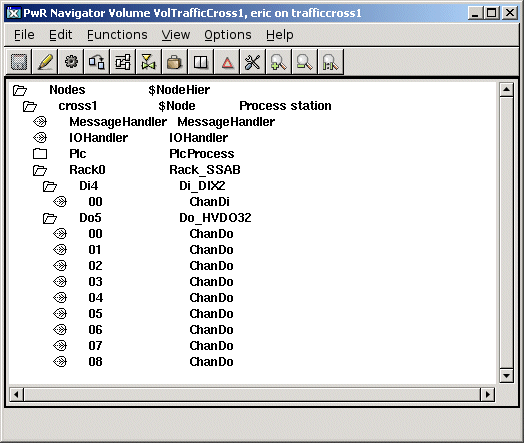 PwR Navigator Volume VolTrafficCross1, eric on trafficcross1
File Edit Functions View Options Help
Nodes $NodeHier
cross1 $Node Process station
MessageHandler MessageHandler
IOHandler IOHandler
Plc PlcProcess
Rack0 Rack_SSAB
Di4 Di_DIX2
00 ChanDi
Do5 Do_HVDO32
00 ChanDo
01 ChanDo
02 ChanDo
03 ChanDo
04 ChanDo
05 ChanDo
06 ChanDo
07 ChanDo
08 ChanDo